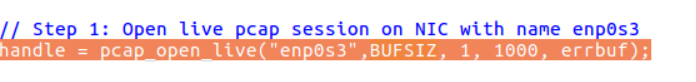 // Step 1: Open live pcap session on NIC with name enp0s3
handle = pcap_open_live("enp0s3",BUFSIZ, 1, 1000, errbuf);